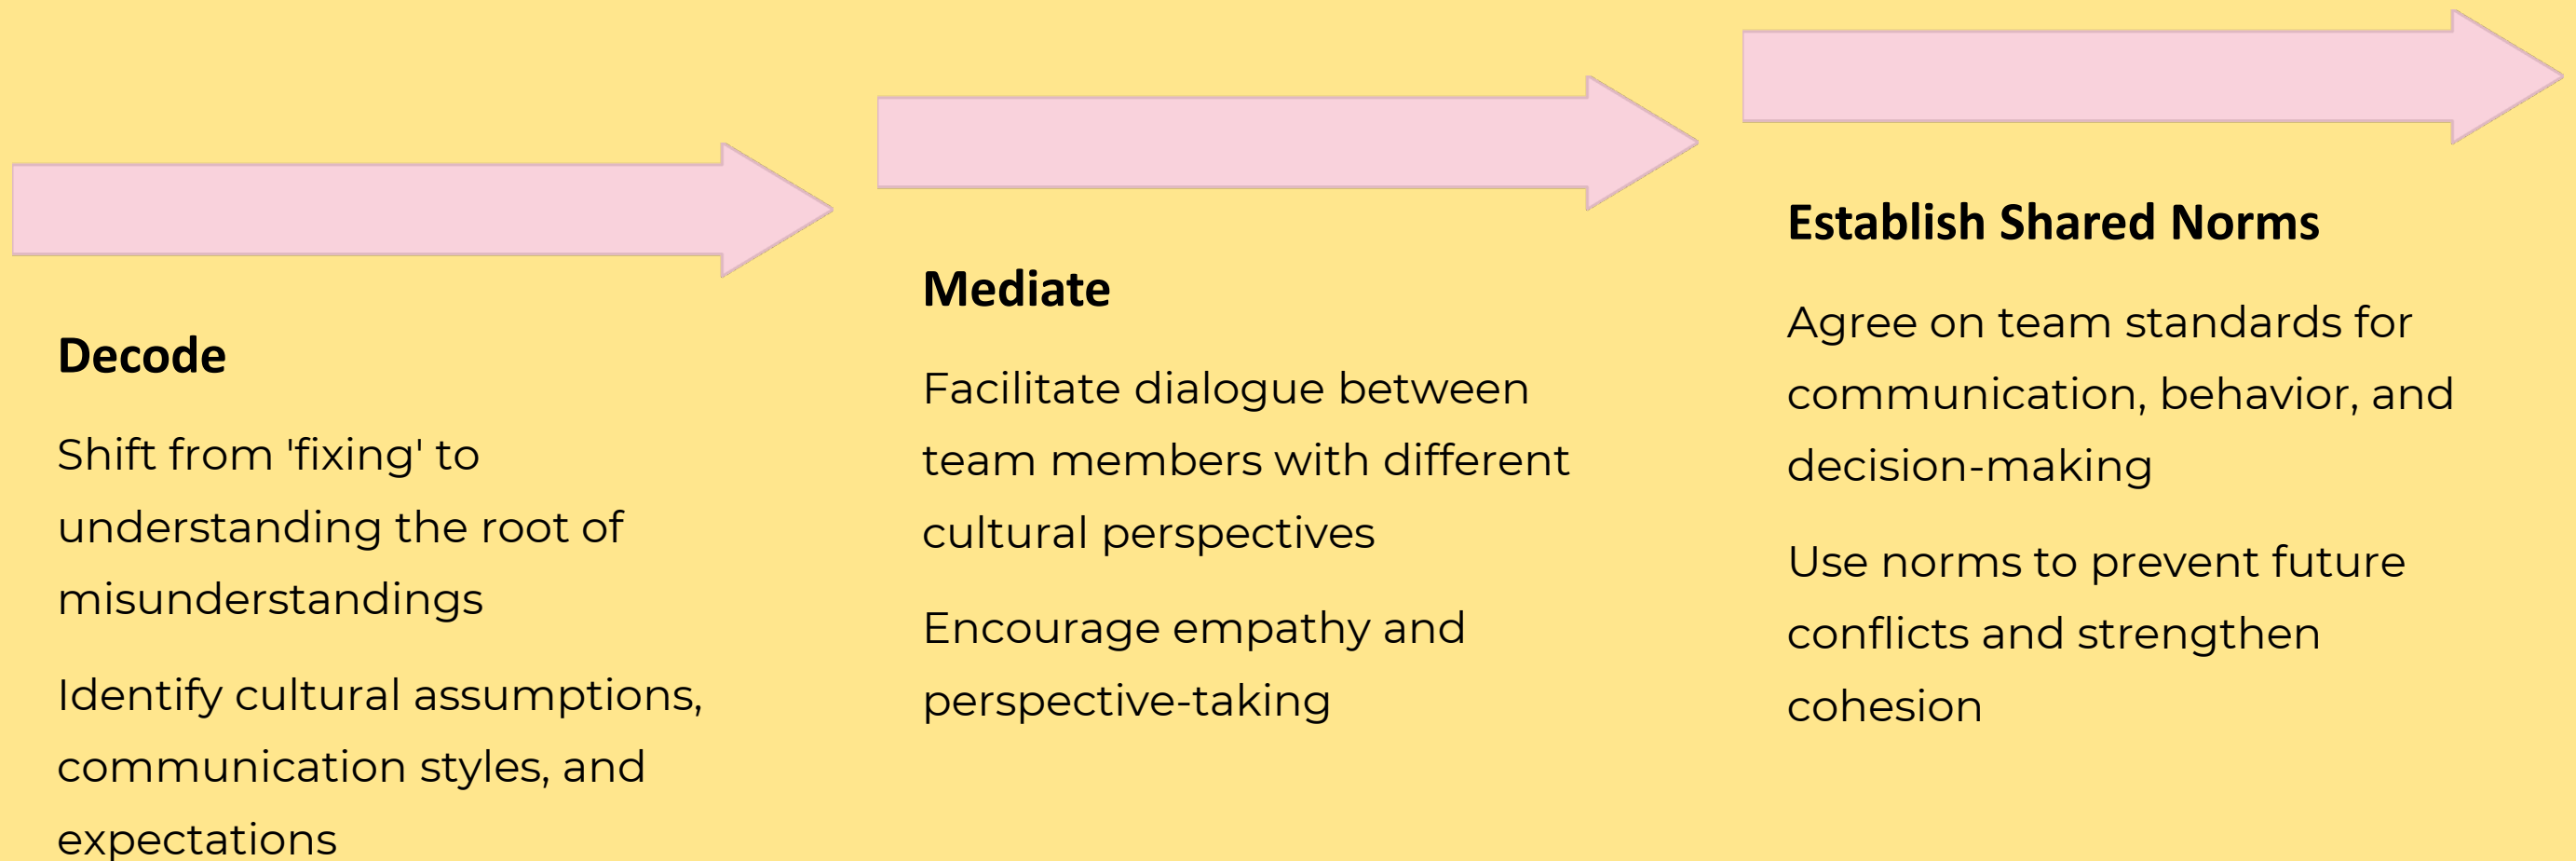 Decode
Shift from 'fixing' to
understanding the root of
misunderstandings
Identify cultural assumptions,
communication styles, and
expectations
Mediate
Facilitate dialogue between
team members with different
cultural perspectives
Encourage empathy and
perspective-taking
Establish Shared Norms
Agree on team standards for
communication, behavior, and
decision-making
Use norms to prevent future
conflicts and strengthen
cohesion